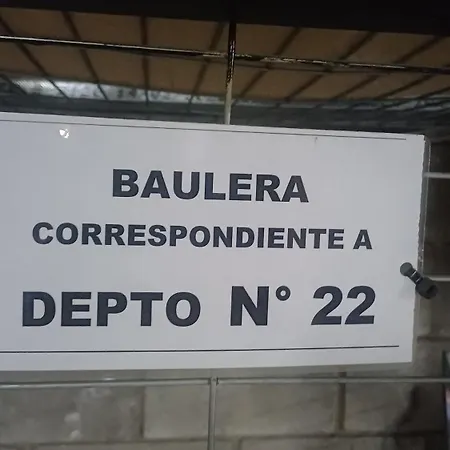 BAULERA
CORRESPONDIENTE A
DEPTO N° 22